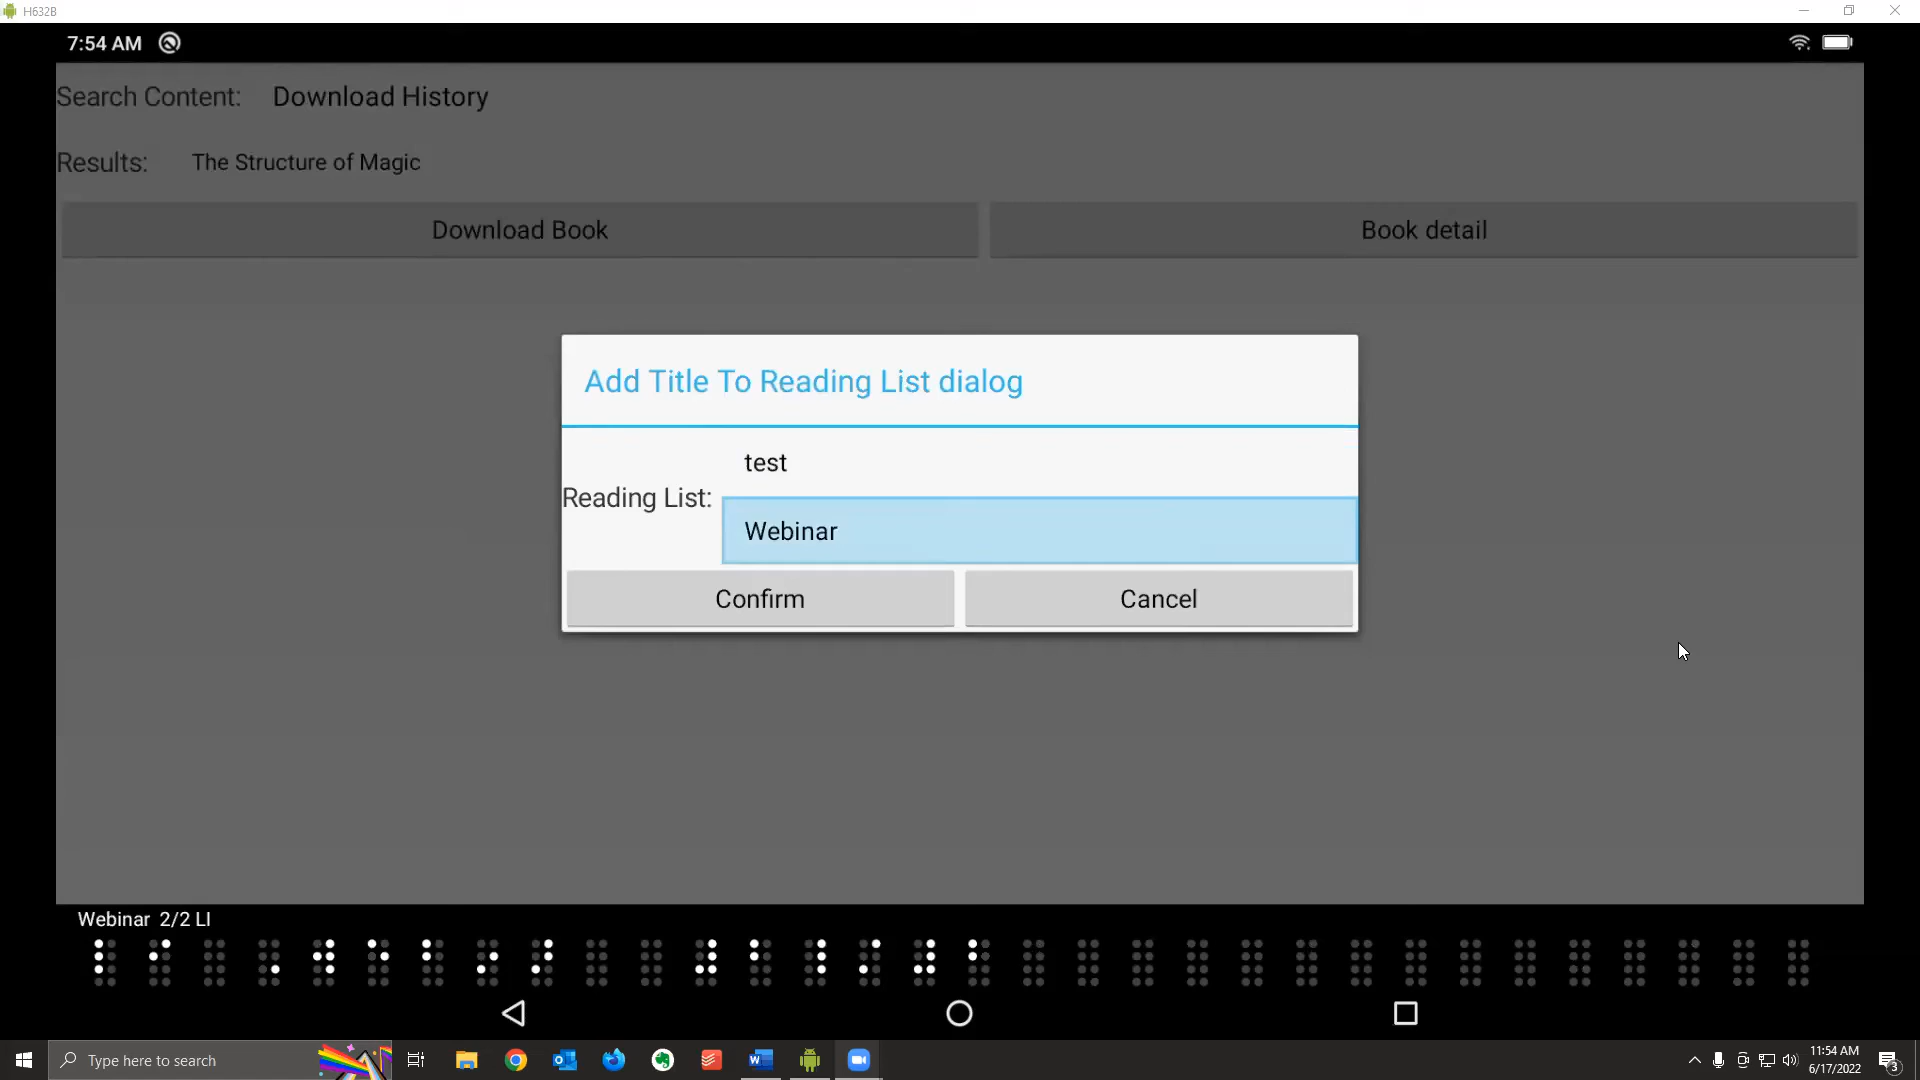 H632B
7:54 AM
Search Content: Download History
Results: The Structure of Magic
Download Book Book detail
Add Title To Reading List dialog
test
Reading List:
Webinar
Confirm Cancel
Webinar 2/2 LI
Type here to search
11:54 AM
6/17/2022
3